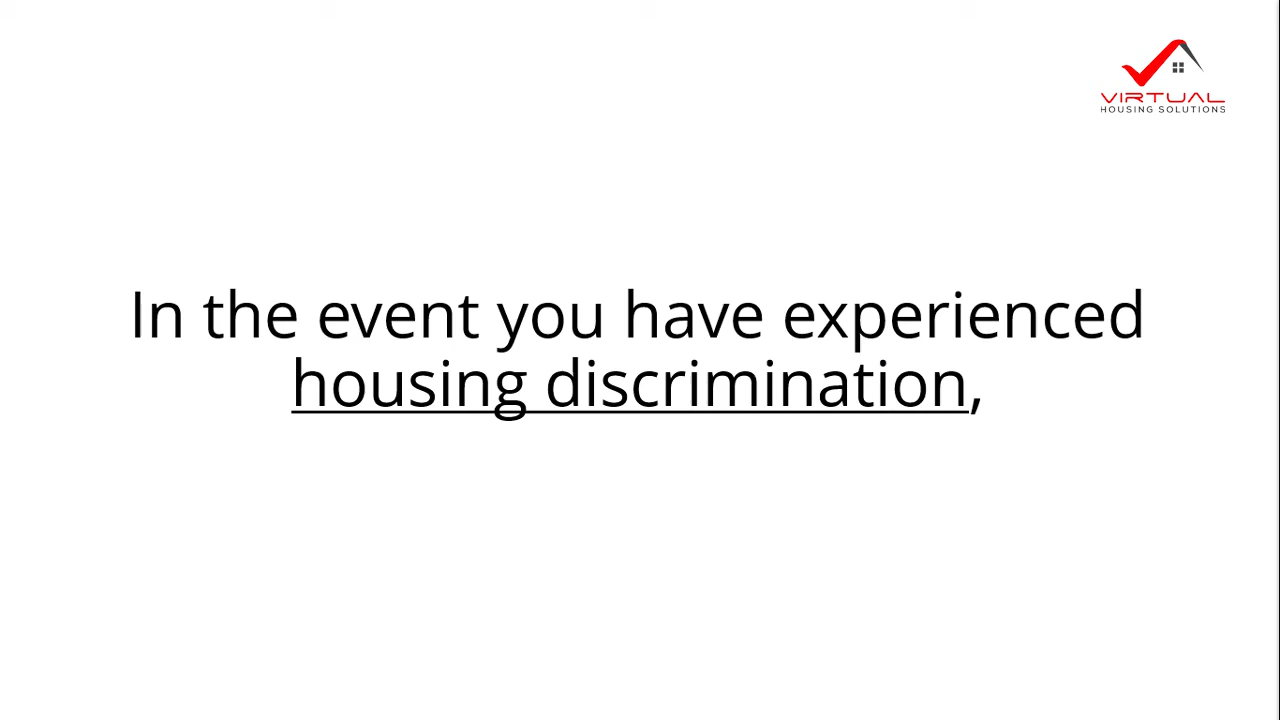 VIRTUAL
HOUSING SOLUTIONS
In the event you have experienced
housing discrimination,